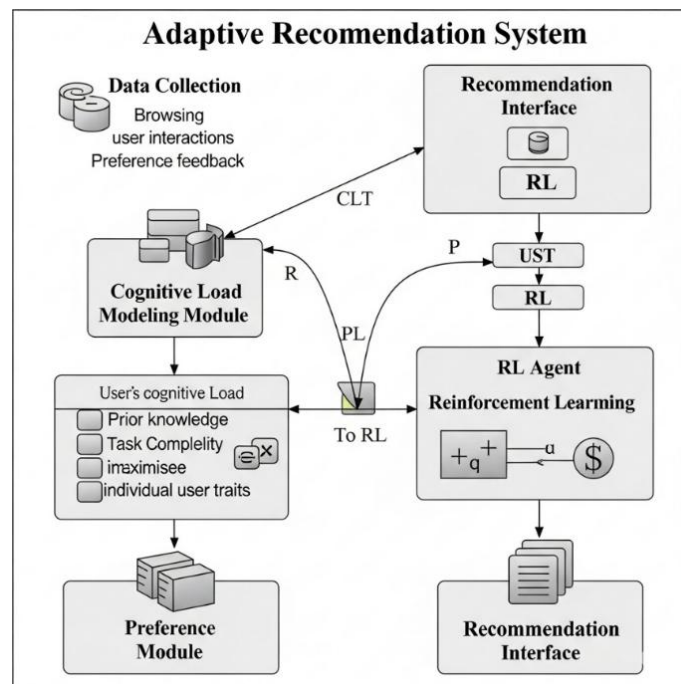 Adaptive Recomendation System
Data Collection
Browsing
user interactions
Preference feedback
Recommendation
Interface
RL
CLT
UST
RL
P
R
PL
Cognitive Load
Modeling Module
User's cognitive Load
Prior knowledge
Task Complelity
imaximisee
individual user traits
To RL
RL Agent
Reinforcement Learming
+q+
a
$
Preference
Module
Recommendation
Interface